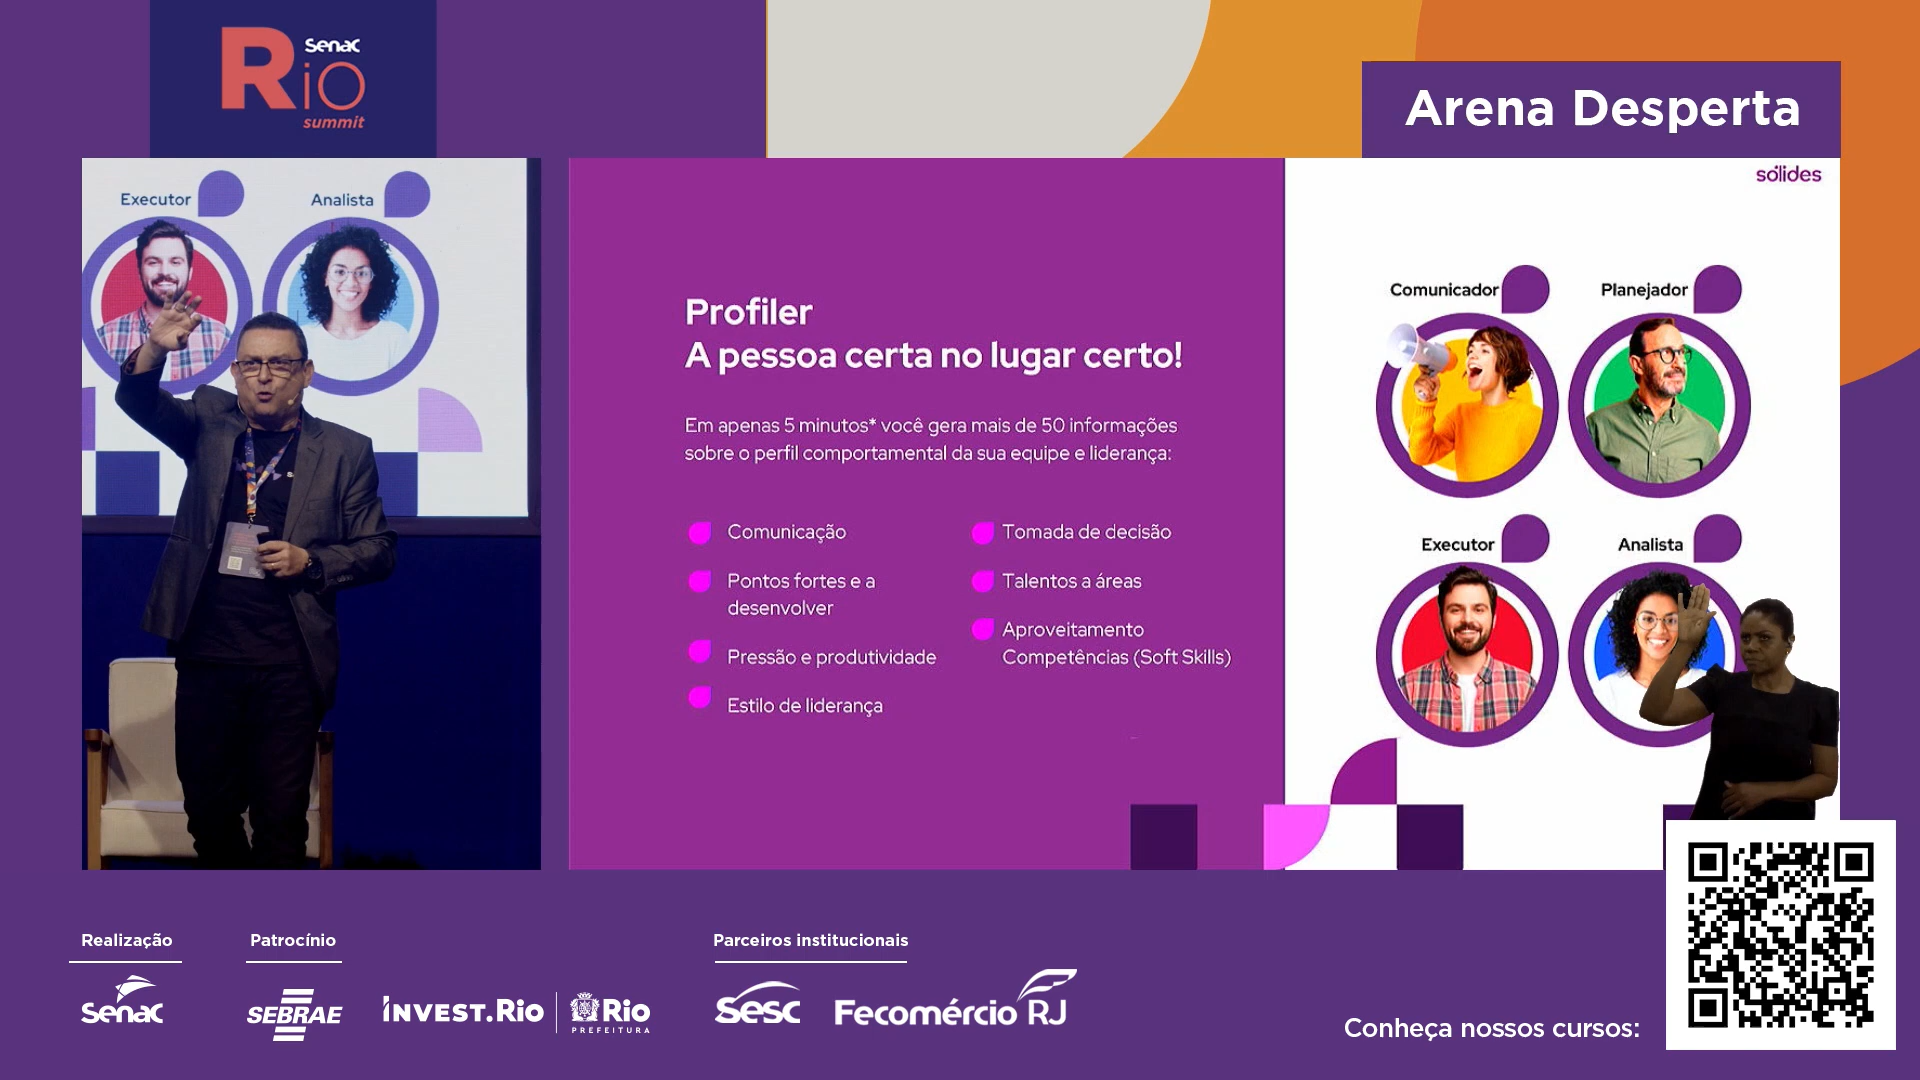 Senac
Rio
summit
Arena Desperta
Executor
Analista
sólides
Profiler
A pessoa certa no lugar certo!
Em apenas 5 minutos* você gera mais de 50 informações
sobre o perfil comportamental da sua equipe e liderança:
Comunicação
Pontos fortes e a
desenvolver
Pressão e produtividade
Estilo de liderança
Tomada de decisão
Talentos a áreas
Aproveitamento
Competências (Soft Skills)
Comunicador
Planejador
Executor
Analista
Realização
Senac
Patrocínio
SEBRAE
INVEST.Rio
Rio
PREFEITURA
Parceiros institucionais
Sesc
Fecomércio RJ
Conheça nossos cursos: